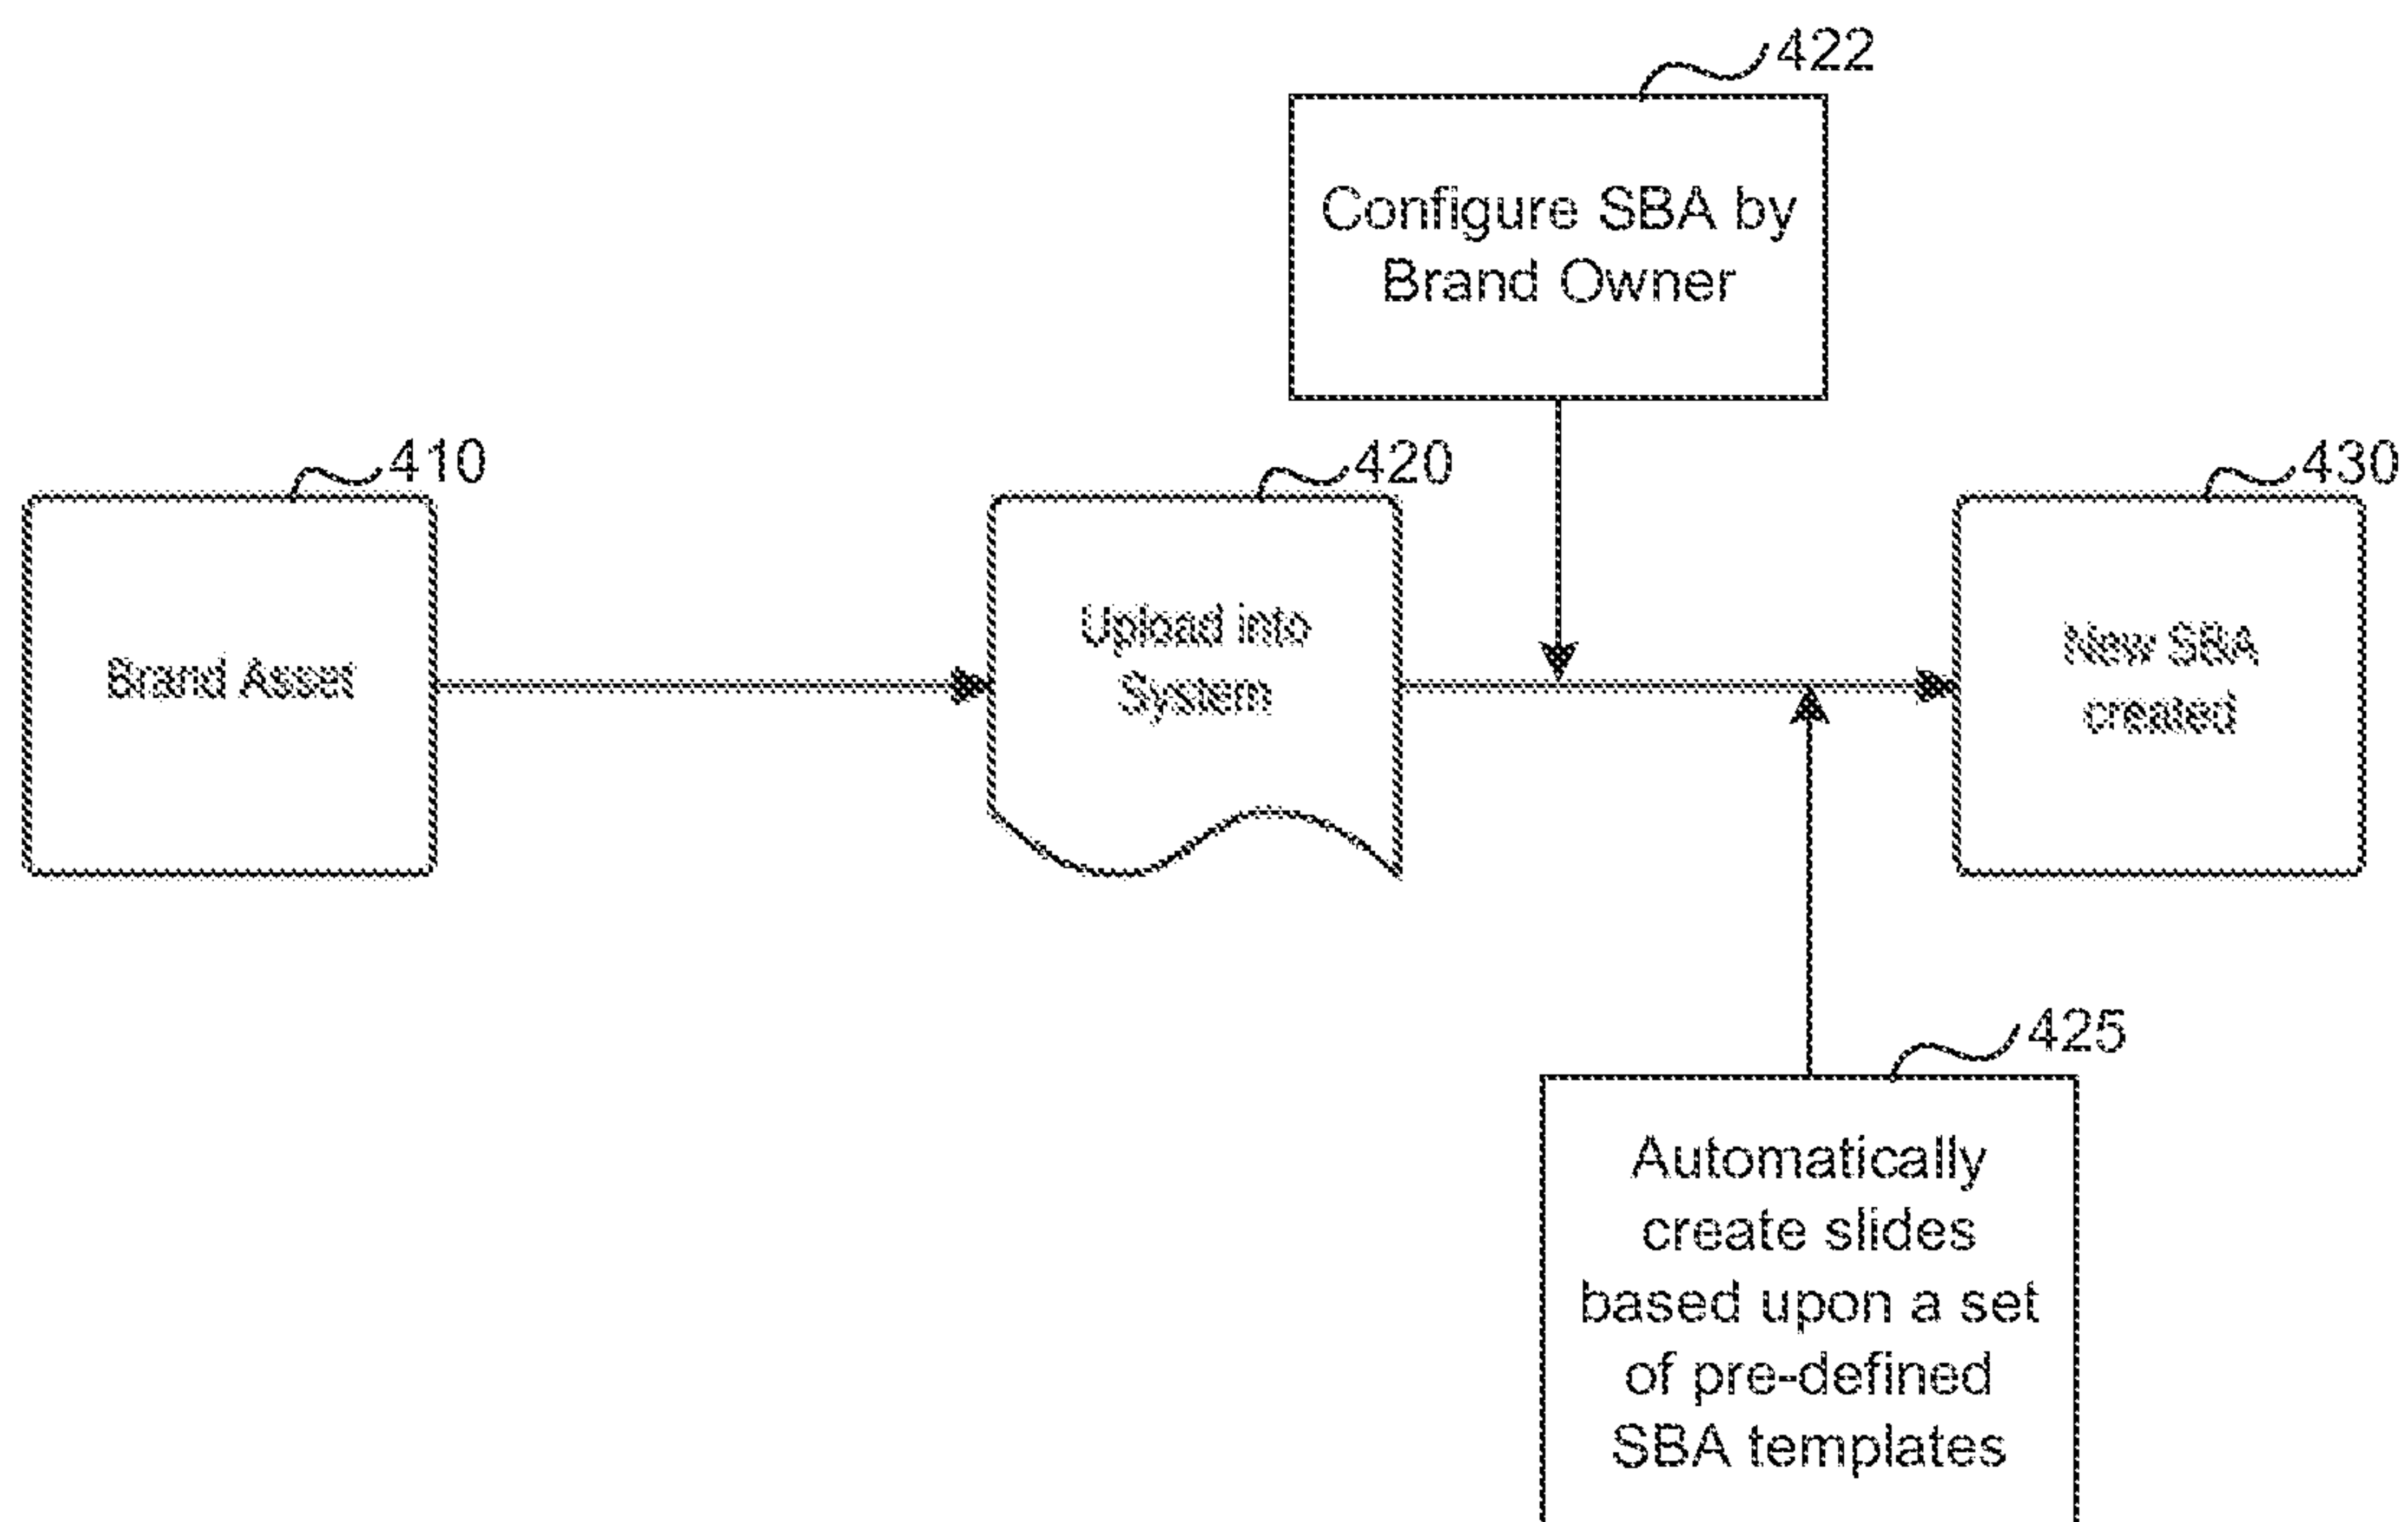 422
Configure SBA by
Brand Owner
410
Brand Asset
420
Upload into
System
430
New SBA
created
425
Automatically
create slides
based upon a set
of pre-defined
SBA templates